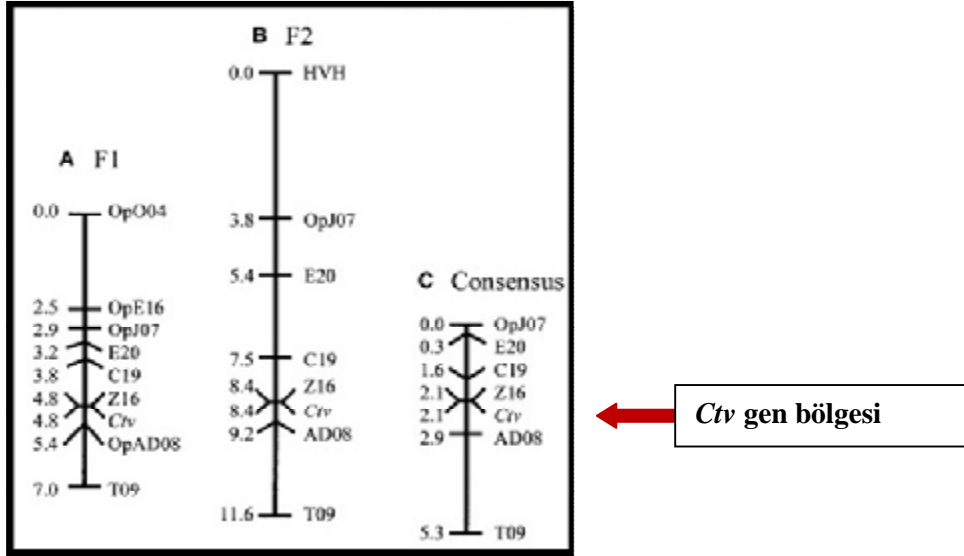 A F1
0.0 OpO04
2.5 OpE16
2.9 OpJ07
3.2 E20
3.8 C19
4.8 Z16
4.8 Ctv
5.4 OpAD08
7.0 T09
B F2
0.0 HVH
3.8 OpJ07
5.4 E20
7.5 C19
8.4 Z16
8.4 Ctv
9.2 AD08
11.6 T09
C Consensus
0.0 OpJ07
0.3 E20
1.6 C19
2.1 Z16
2.1 Ctv
2.9 AD08
5.3 T09
Ctv gen bölgesi